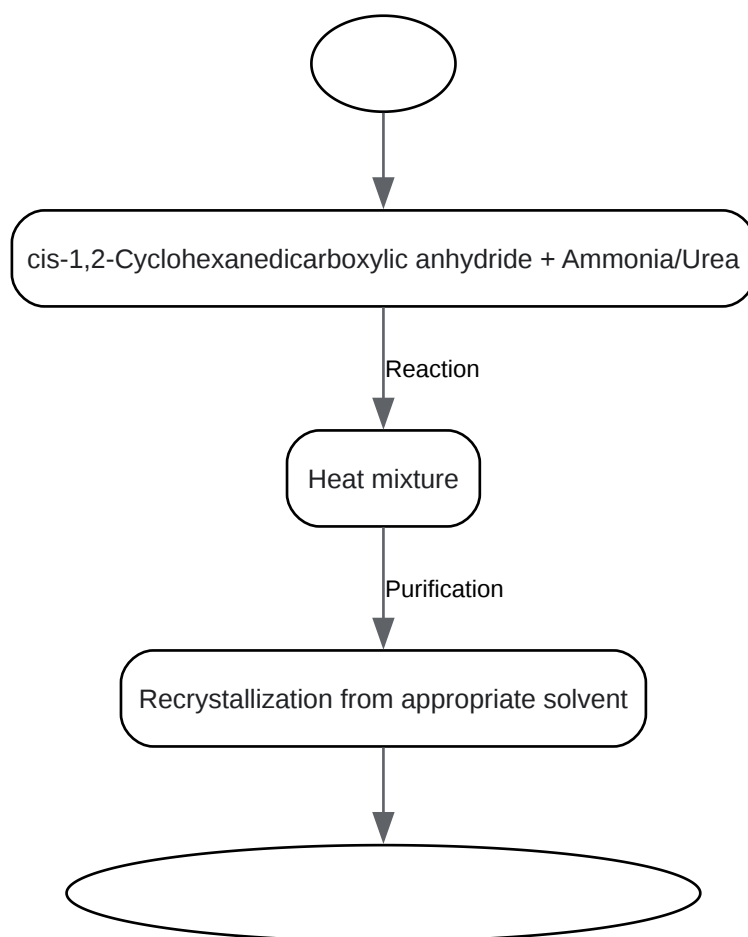 cis-1,2-Cyclohexanedicarboxylic anhydride + Ammonia/Urea
Reaction
Heat mixture
Purification
Recrystallization from appropriate solvent